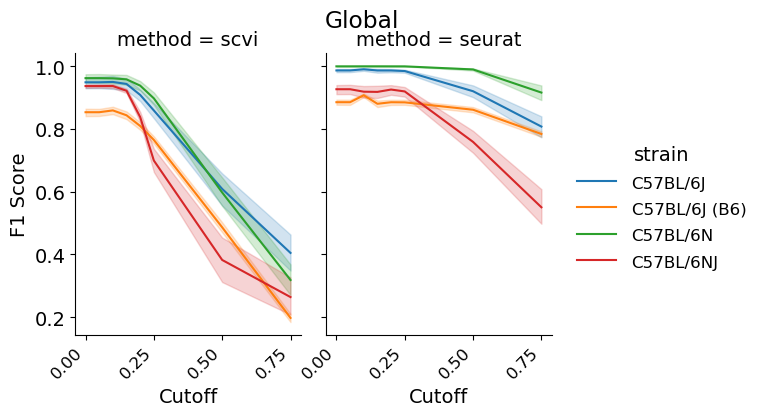 Global
method = scvi
method = seurat
F1 Score
1.0
0.8
0.6
0.4
0.2
0.00
0.25
0.50
0.75
Cutoff
0.00
0.25
0.50
0.75
Cutoff
strain
C57BL/6J
C57BL/6J (B6)
C57BL/6N
C57BL/6NJ